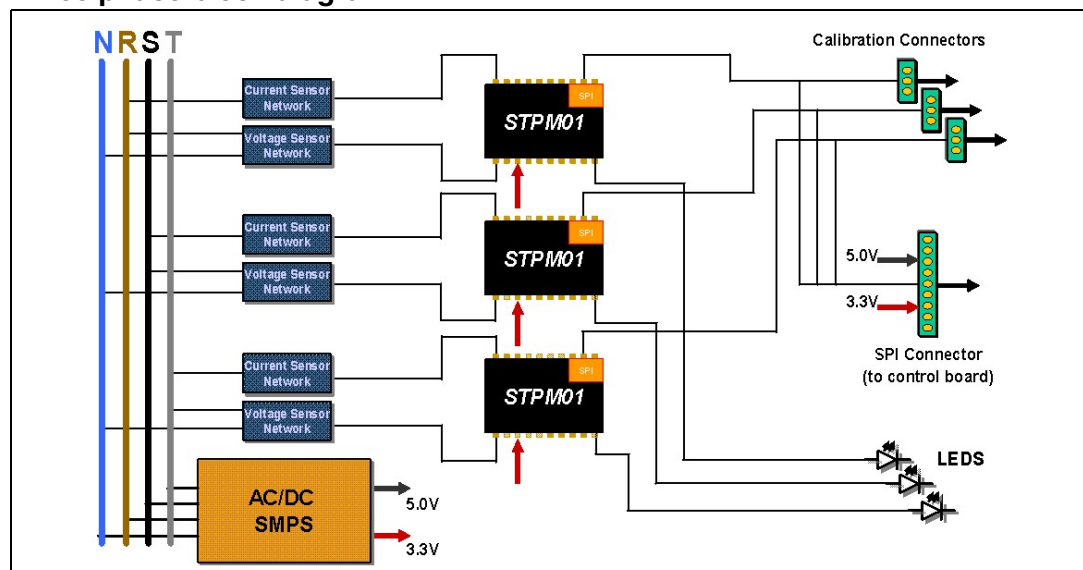 N R S T
Calibration Connectors
Current Sensor
Network
SPI
STPM01
Voltage Sensor
Network
Current Sensor
Network
SPI
STPM01
Voltage Sensor
Network
5.0V
3.3V
SPI Connector
(to control board)
Current Sensor
Network
SPI
STPM01
Voltage Sensor
Network
LEDS
AC/DC
SMPS
5.0V
3.3V